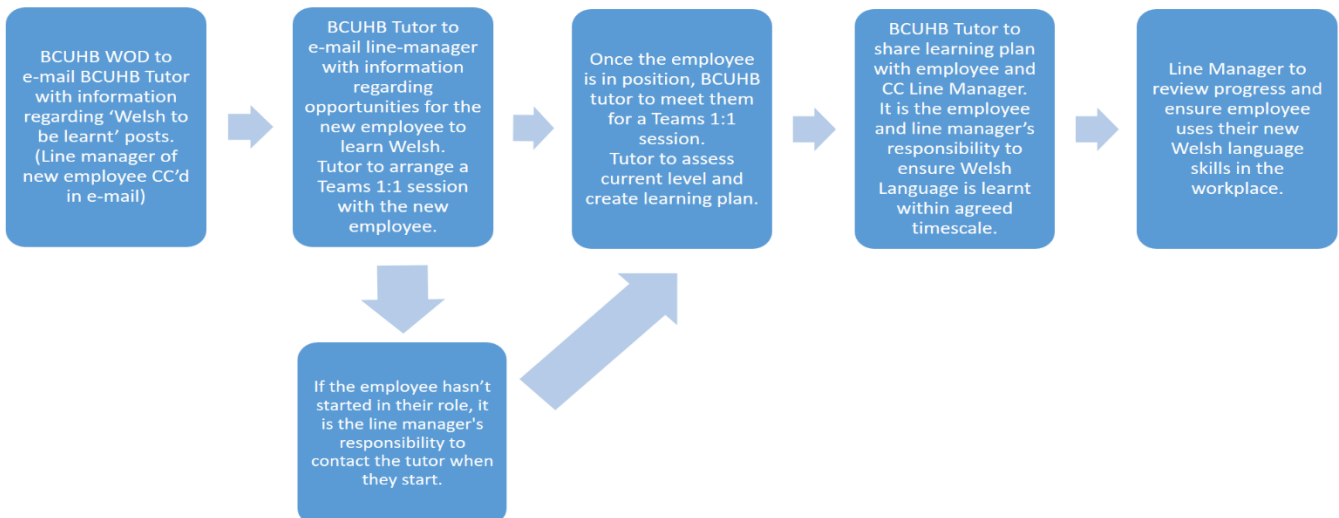 BCUHB WOD to
e-mail BCUHB Tutor
with information
regarding ‘Welsh to
be learnt’ posts.
(Line manager of
new employee CC’d
in e-mail)
BCUHB Tutor to
e-mail line-manager
with information
regarding
opportunities for the
new employee to
learn Welsh.
Tutor to arrange a
Teams 1:1 session
with the new
employee.
Once the employee
is in position, BCUHB
tutor to meet them
for a Teams 1:1
session.
Tutor to assess
current level and
create learning plan.
BCUHB Tutor to
share learning plan
with employee and
CC Line Manager.
It is the employee
and line manager’s
responsibility to
ensure Welsh
Language is learnt
within agreed
timescale.
Line Manager to
review progress and
ensure employee
uses their new
Welsh language
skills in the
workplace.
If the employee hasn’t
started in their role, it
is the line manager's
responsibility to
contact the tutor when
they start.